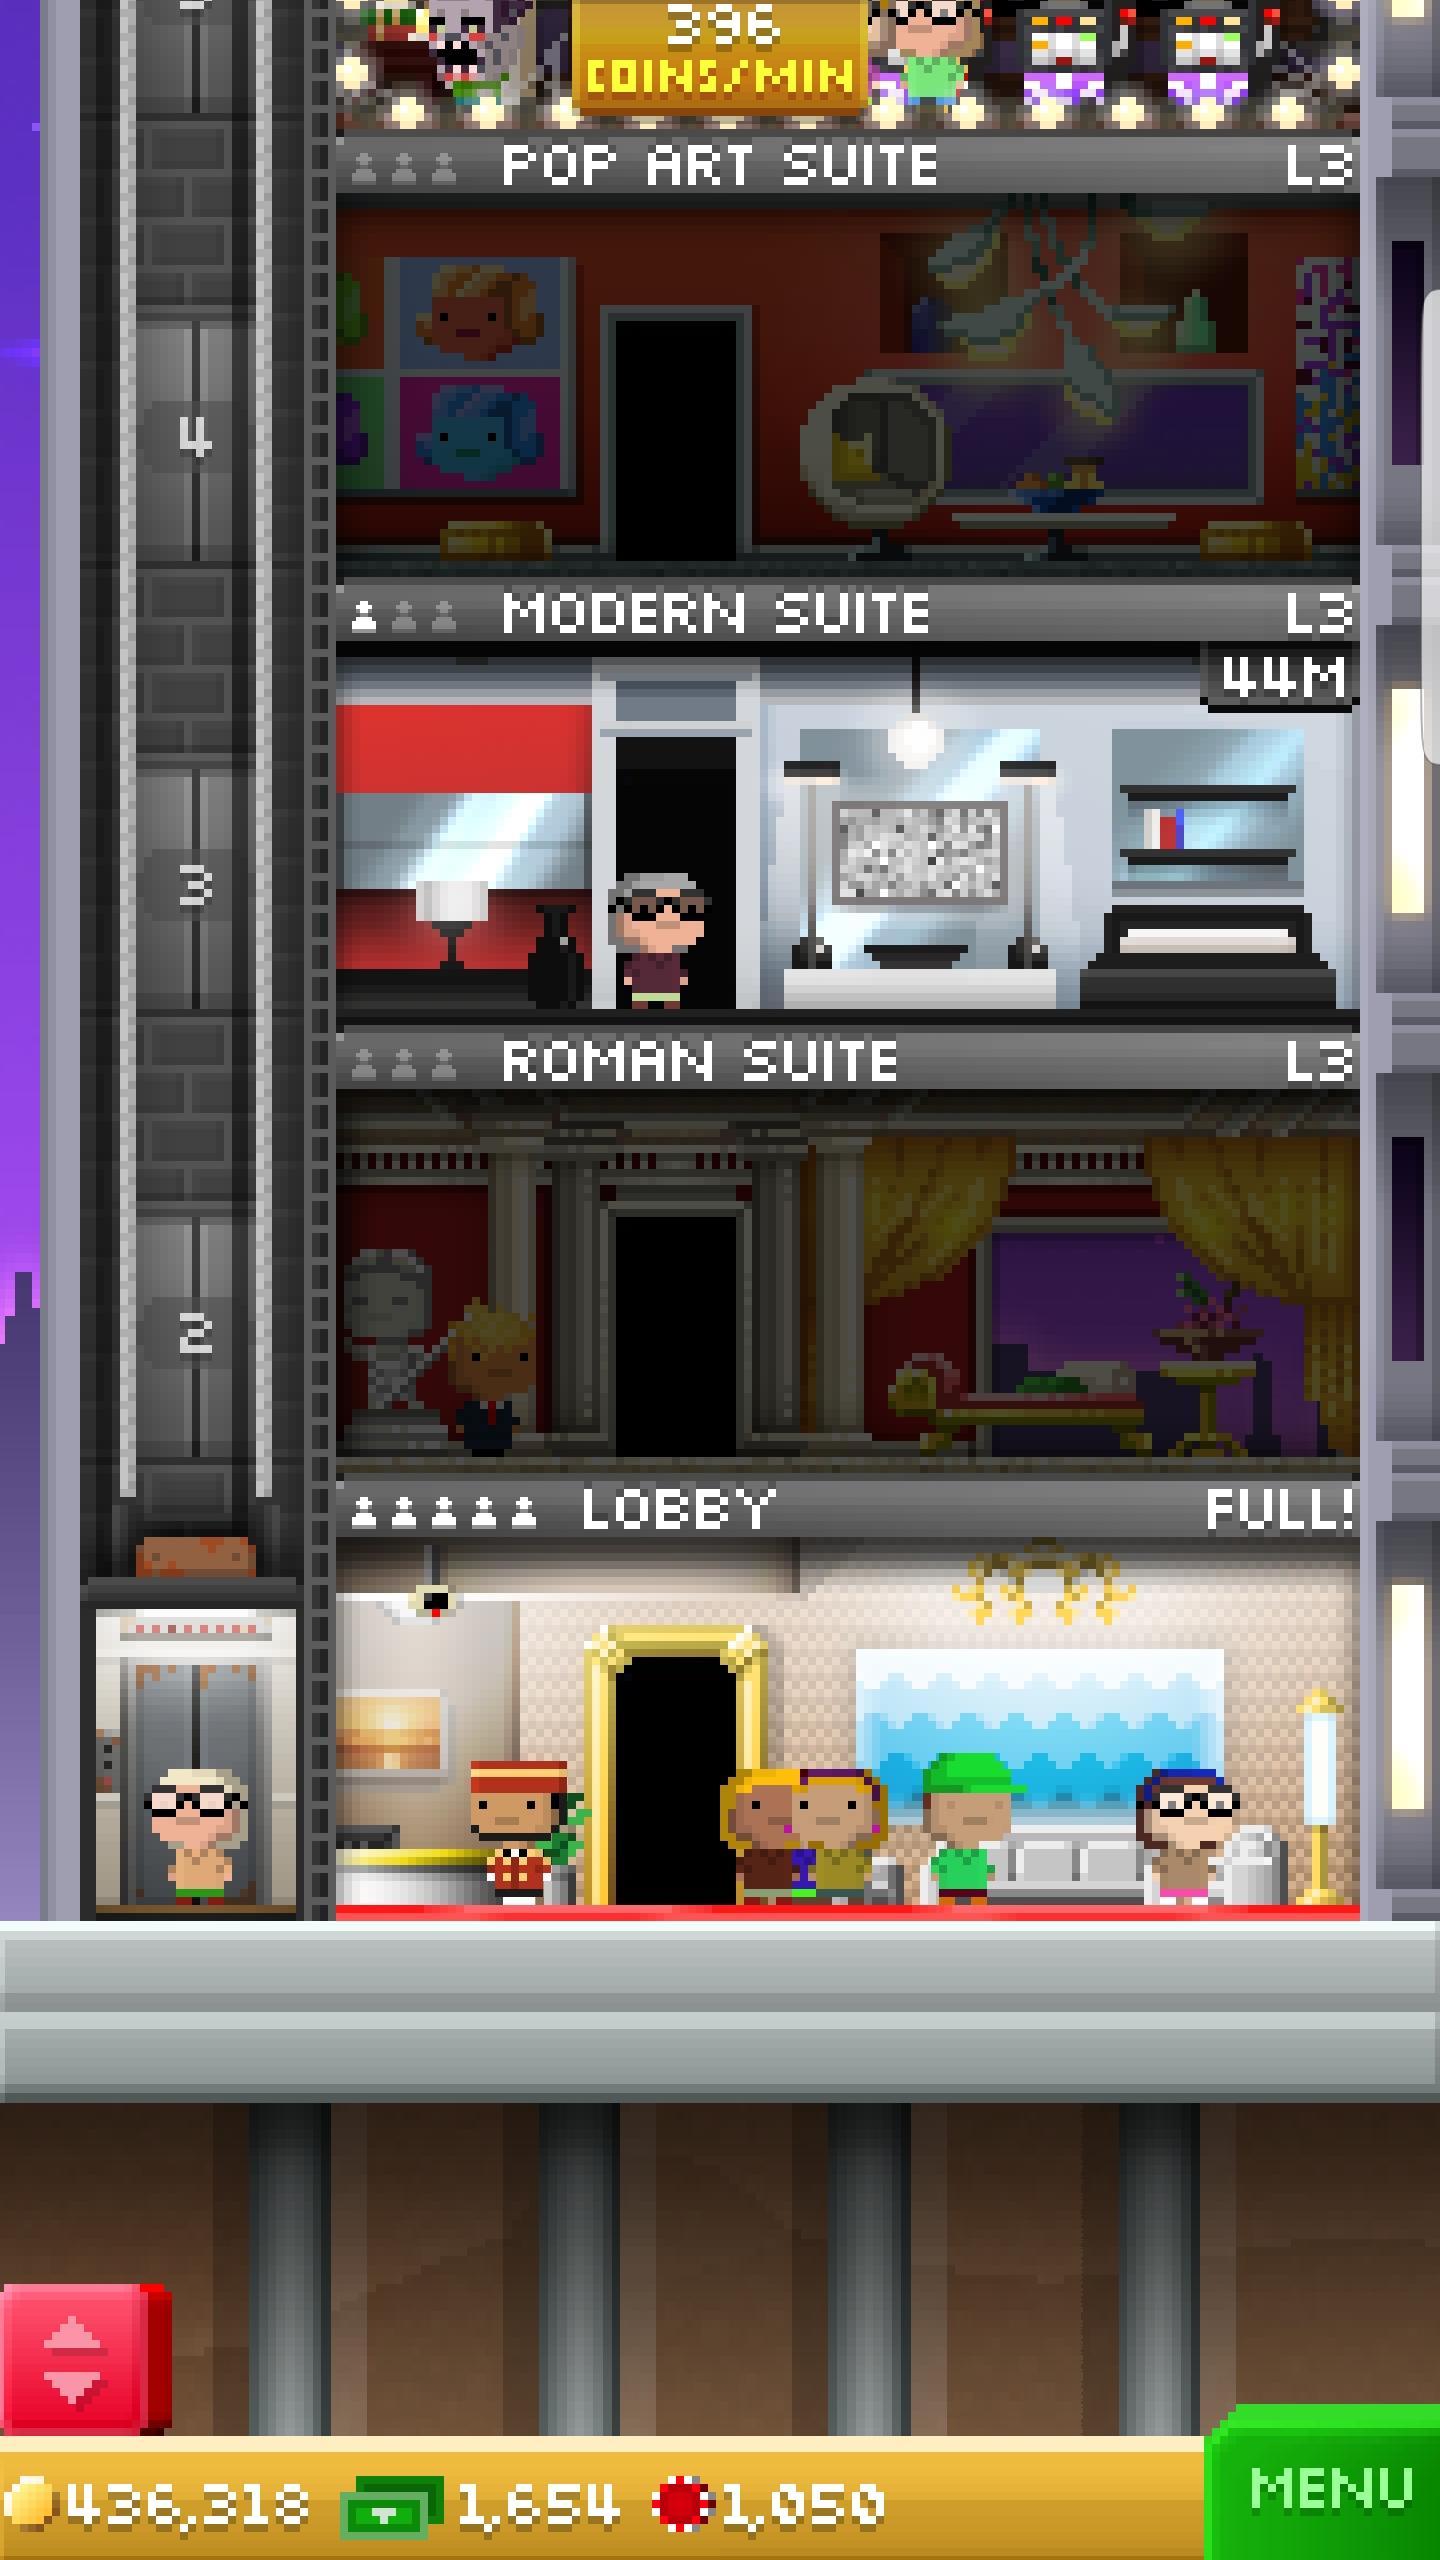 396
COINS/MIN
POP ART SUITE L3
4
MODERN SUITE L3
44M
3
ROMAN SUITE L3
2
LOBBY FULL!
436,318 1,654 1,050
MENU